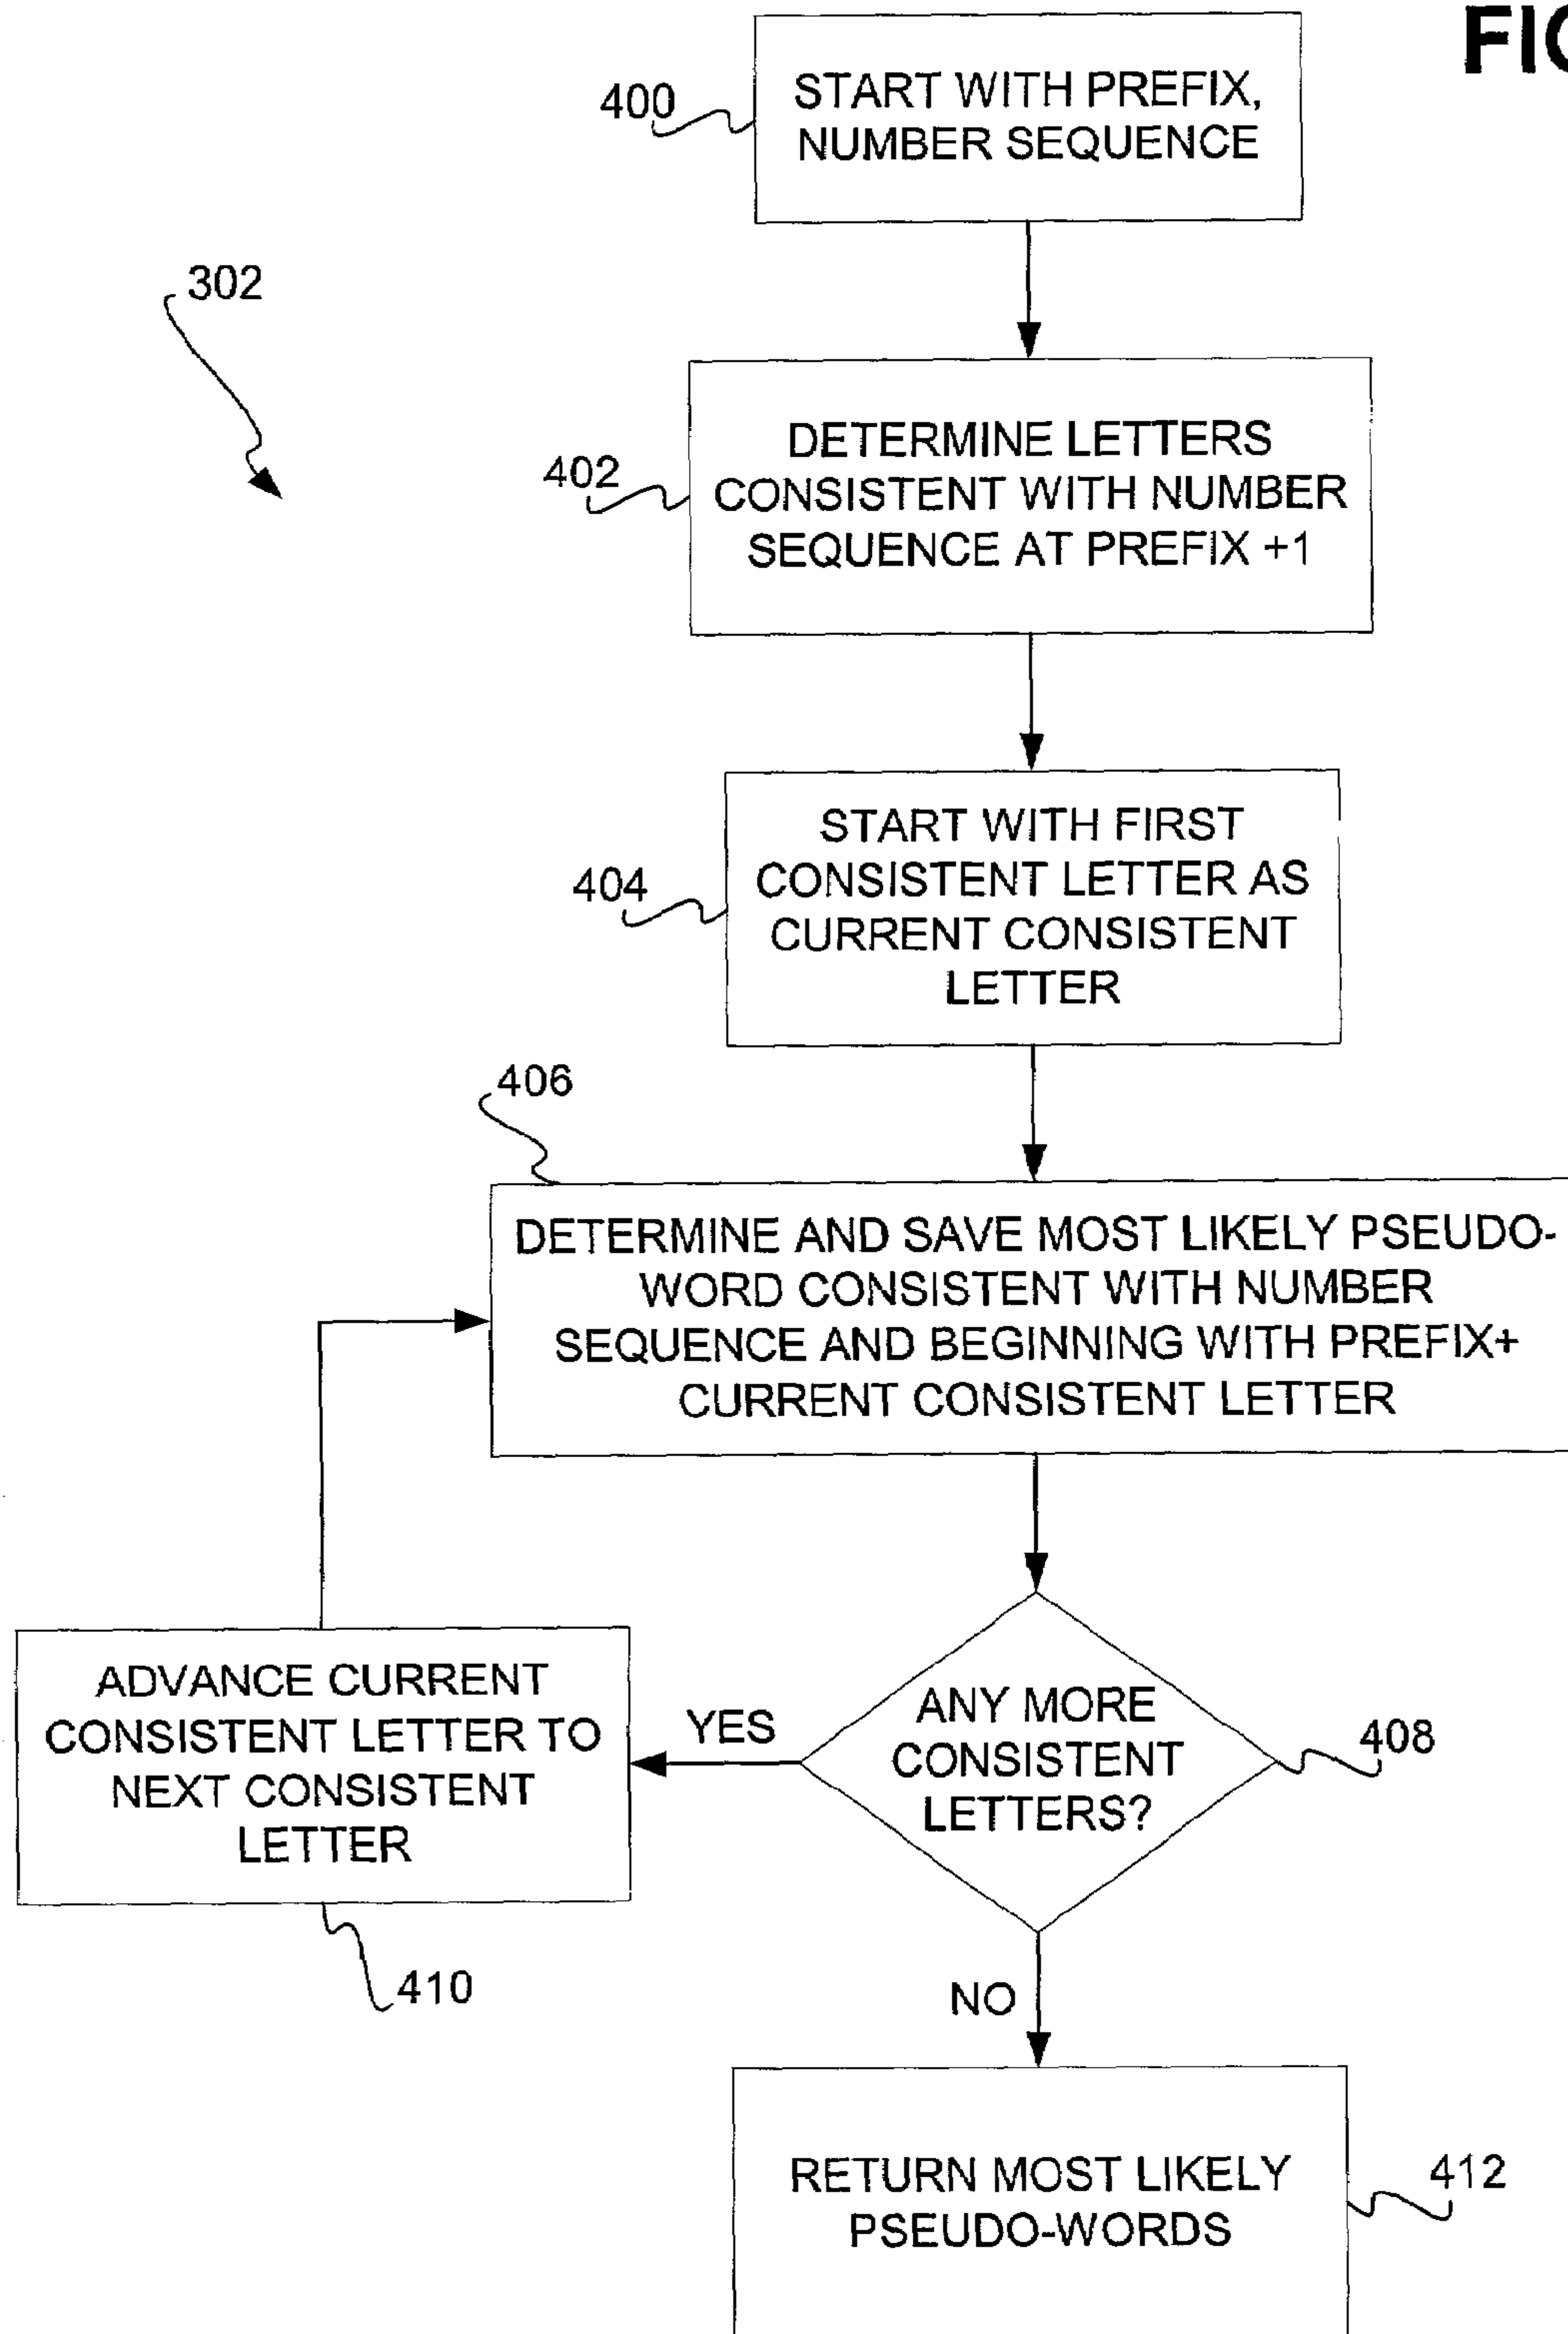 FIG
400
START WITH PREFIX,
NUMBER SEQUENCE
302
402
DETERMINE LETTERS
CONSISTENT WITH NUMBER
SEQUENCE AT PREFIX +1
404
START WITH FIRST
CONSISTENT LETTER AS
CURRENT CONSISTENT
LETTER
406
DETERMINE AND SAVE MOST LIKELY PSEUDO-
WORD CONSISTENT WITH NUMBER
SEQUENCE AND BEGINNING WITH PREFIX+
CURRENT CONSISTENT LETTER
ADVANCE CURRENT
CONSISTENT LETTER TO
NEXT CONSISTENT
LETTER
YES
ANY MORE
CONSISTENT
LETTERS?
408
410
NO
RETURN MOST LIKELY
PSEUDO-WORDS
412